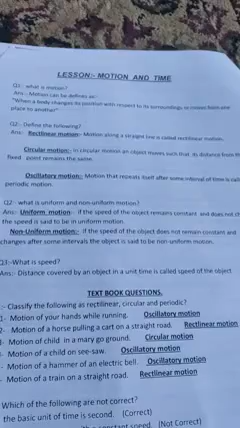 LESSON:- MOTION AND TIME
Q1: what is motion?
Ans:- Motion can be defines as:-
"When a body changes its position with respect to its surroundings to moves from one
place to another"
Q2:- Define the following?
Ans: Rectlinear motion:- Motion along a straight line is called rectilinear motion.
Circular motion:- in circular motion an object moves such that its distance from th
fixed point remains the same.
Oscillatory motion:- Motion that repeats itself after some interval of time is call
periodic motion.
Q2:- what is uniform and non-uniform motion?
Ans:- Uniform motion- if the speed of the object remains constant and does not ch
the speed is said to be in uniform motion.
Non-Uniform motion:- if the speed of the object does not remain constant and
changes after some intervals the object is said to be non-uniform motion.
Q3:-What is speed?
Ans:- Distance covered by an object in a unit time is called speed of the object
TEXT BOOK QUESTIONS.
:- Classify the following as rectlinear, circular and periodic?
1- Motion of your hands while running. Oscillatory motion
2- Motion of a horse pulling a cart on a straight road. Rectlinear motion
- Motion of child in a mary go ground. Circular motion
- Motion of a child on see-saw. Oscillatory motion
- Motion of a hammer of an electric bell. Oscillatory motion
- Motion of a train on a straight road. Rectlinear motion
Which of the following are not correct?
the basic unit of time is second. (Correct)
constant speed. (Not Correct)